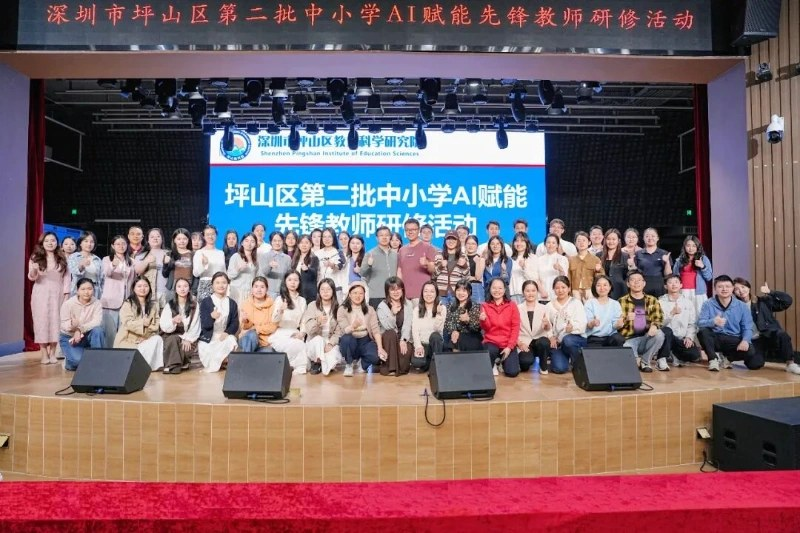 深圳市坪山区第二批中小学AI赋能先锋教师研修活动
深圳市坪山区教育科学研究院
Shenzhen Pingshan Institute of Education Sciences
坪山区第二批中小学AI赋能
先锋教师研修活动